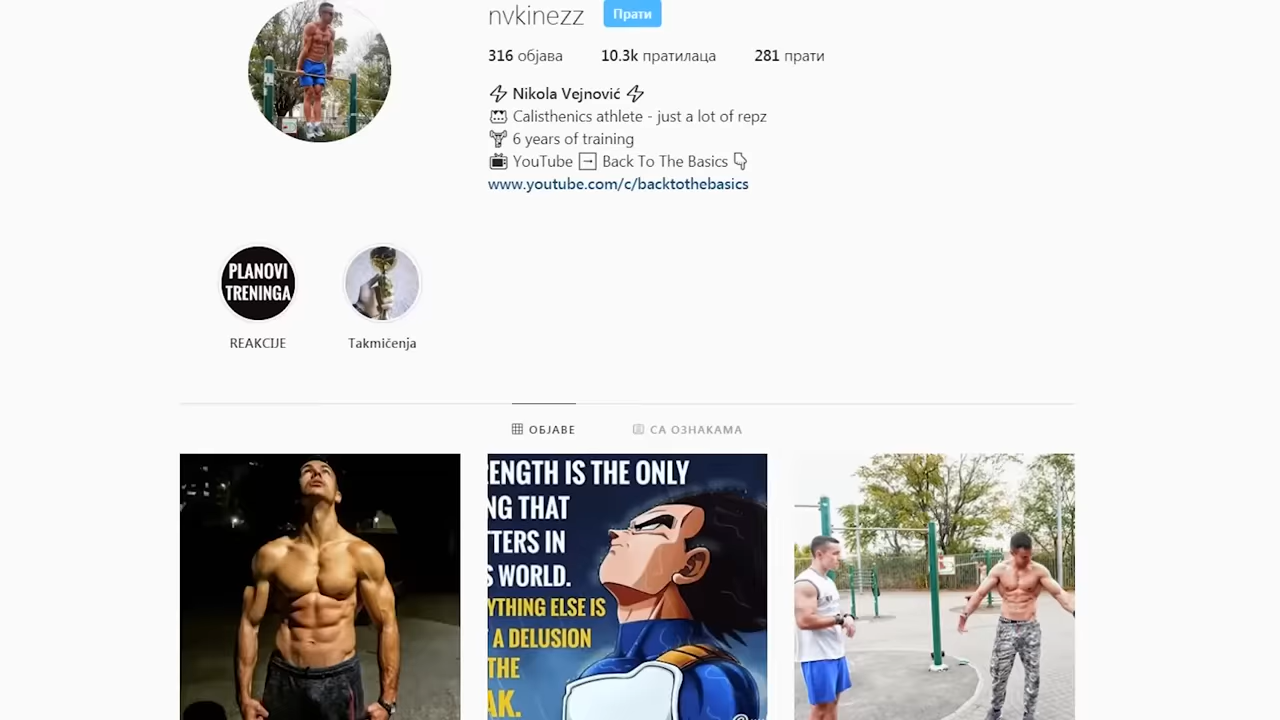 nvkinezz Прати
316 објава 10.3k пратилаца 281 прати
Nikola Vejnović
Calisthenics athlete - just a lot of repz
6 years of training
YouTube → Back To The Basics
www.youtube.com/c/backtothebasics
PLANOVI
TRENINGA
REAKCIJE Takmičenja
ОБЈАВЕ СА ОЗНАКАМА
ENGTH IS THE ONLY
NG THAT
TTERS IN
S WORLD.
YTHING ELSE IS
A DELUSION
THE
AK.